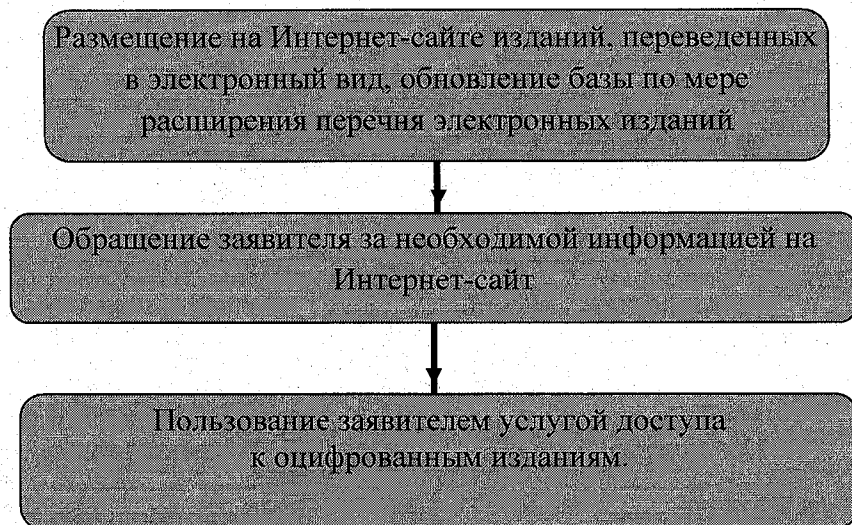 Размещение на Интернет-сайте изданий, переведенных
в электронный вид, обновление базы по мере
расширения перечня электронных изданий
Обращение заявителя за необходимой информацией на
Интернет-сайт
Пользование заявителем услугой доступа
к оцифрованным изданиям.